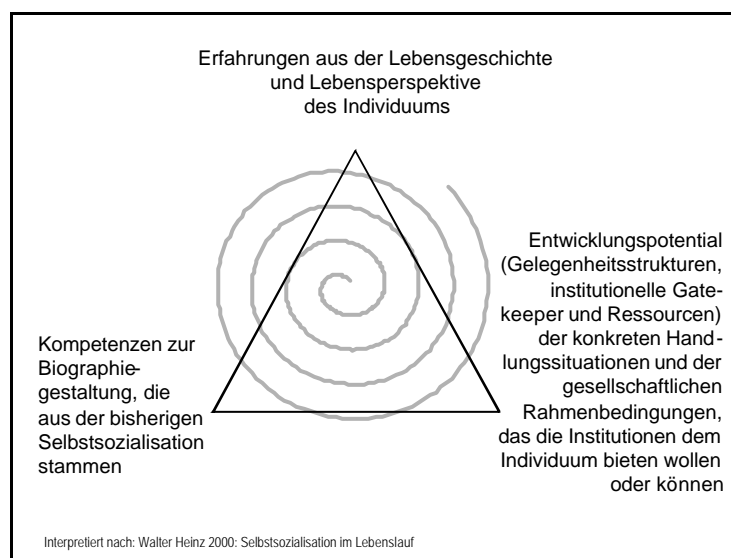 Erfahrungen aus der Lebensgeschichte
und Lebensperspektive
des Individuums
Kompetenzen zur
Biographie-
gestaltung, die
aus der bisherigen
Selbstsozialisation
stammen
Entwicklungspotential
(Gelegenheitsstrukturen,
institutionelle Gate-
keeper und Ressourcen)
der konkreten Hand-
lungssituationen und der
gesellschaftlichen
Rahmenbedingungen,
das die Institutionen dem
Individuum bieten wollen
oder können
Interpretiert nach: Walter Heinz 2000: Selbstsozialisation im Lebenslauf